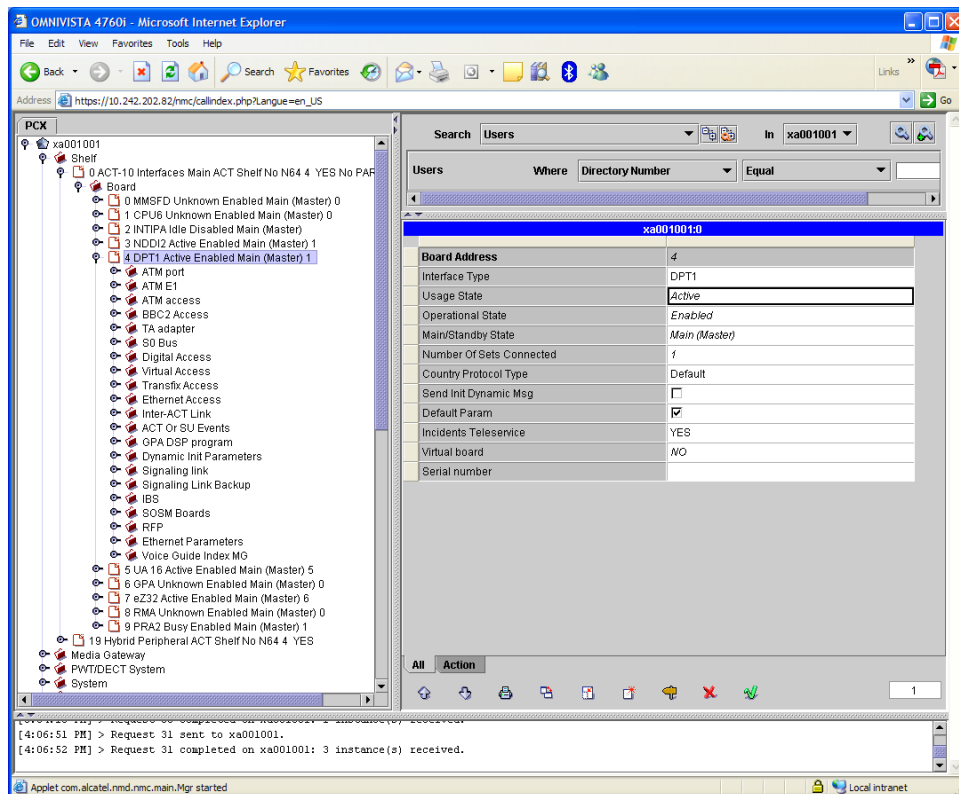 OMNIVISTA 4760i - Microsoft Internet Explorer
File Edit View Favorites Tools Help
Back Search Favorites Links »
Address https://10.242.202.82/nmc/callindex.php?Langue=en_US Go
PCX
xa001001
Shelf
0 ACT-10 Interfaces Main ACT Shelf No N64 4 YES No PAR
Board
0 MMSFD Unknown Enabled Main (Master) 0
1 CPU6 Unknown Enabled Main (Master) 0
2 INTIPA Idle Disabled Main (Master)
3 NDDI2 Active Enabled Main (Master) 1
4 DPT1 Active Enabled Main (Master) 1
ATM port
ATM E1
ATM access
BBC2 Access
TA adapter
S0 Bus
Digital Access
Virtual Access
Transfix Access
Ethernet Access
Inter-ACT Link
ACT Or SU Events
GPA DSP program
Dynamic Init Parameters
Signaling link
Signaling Link Backup
IBS
SOSM Boards
RFP
Ethernet Parameters
Voice Guide Index MG
5 UA 16 Active Enabled Main (Master) 5
6 GPA Unknown Enabled Main (Master) 0
7 eZ32 Active Enabled Main (Master) 6
8 RMA Unknown Enabled Main (Master) 0
9 PRA2 Busy Enabled Main (Master) 1
19 Hybrid Peripheral ACT Shelf No N64 4 YES
Media Gateway
PWT/DECT System
System
Search Users In xa001001
Users Where Directory Number Equal
xa001001:0
Board Address 4
Interface Type DPT1
Usage State Active
Operational State Enabled
Main/Standby State Main (Master)
Number Of Sets Connected 1
Country Protocol Type Default
Send Init Dynamic Msg
Default Param
Incidents Teleservice YES
Virtual board NO
Serial number
All Action
1
[4:06:51 PM] > Request 31 sent to xa001001.
[4:06:52 PM] > Request 31 completed on xa001001: 3 instance(s) received.
Applet com.alcatel.nmd.nmc.main.Mgr started Local intranet